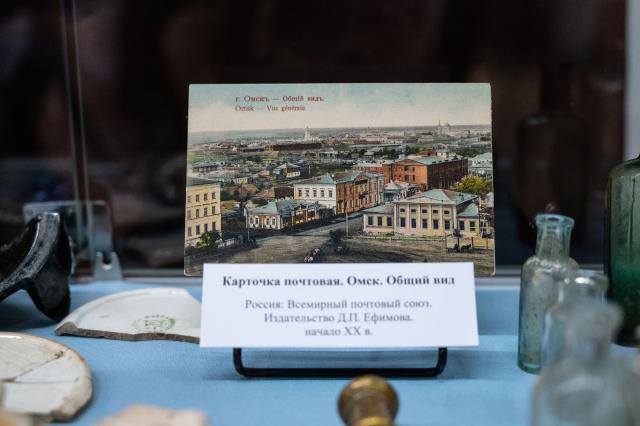 г. Омскъ — Общій видъ.
Omsk — Vue générale.
Карточка почтовая. Омск. Общий вид
Россия: Всемирный почтовый союз.
Издательство Д.П. Ефимова.
начало XX в.